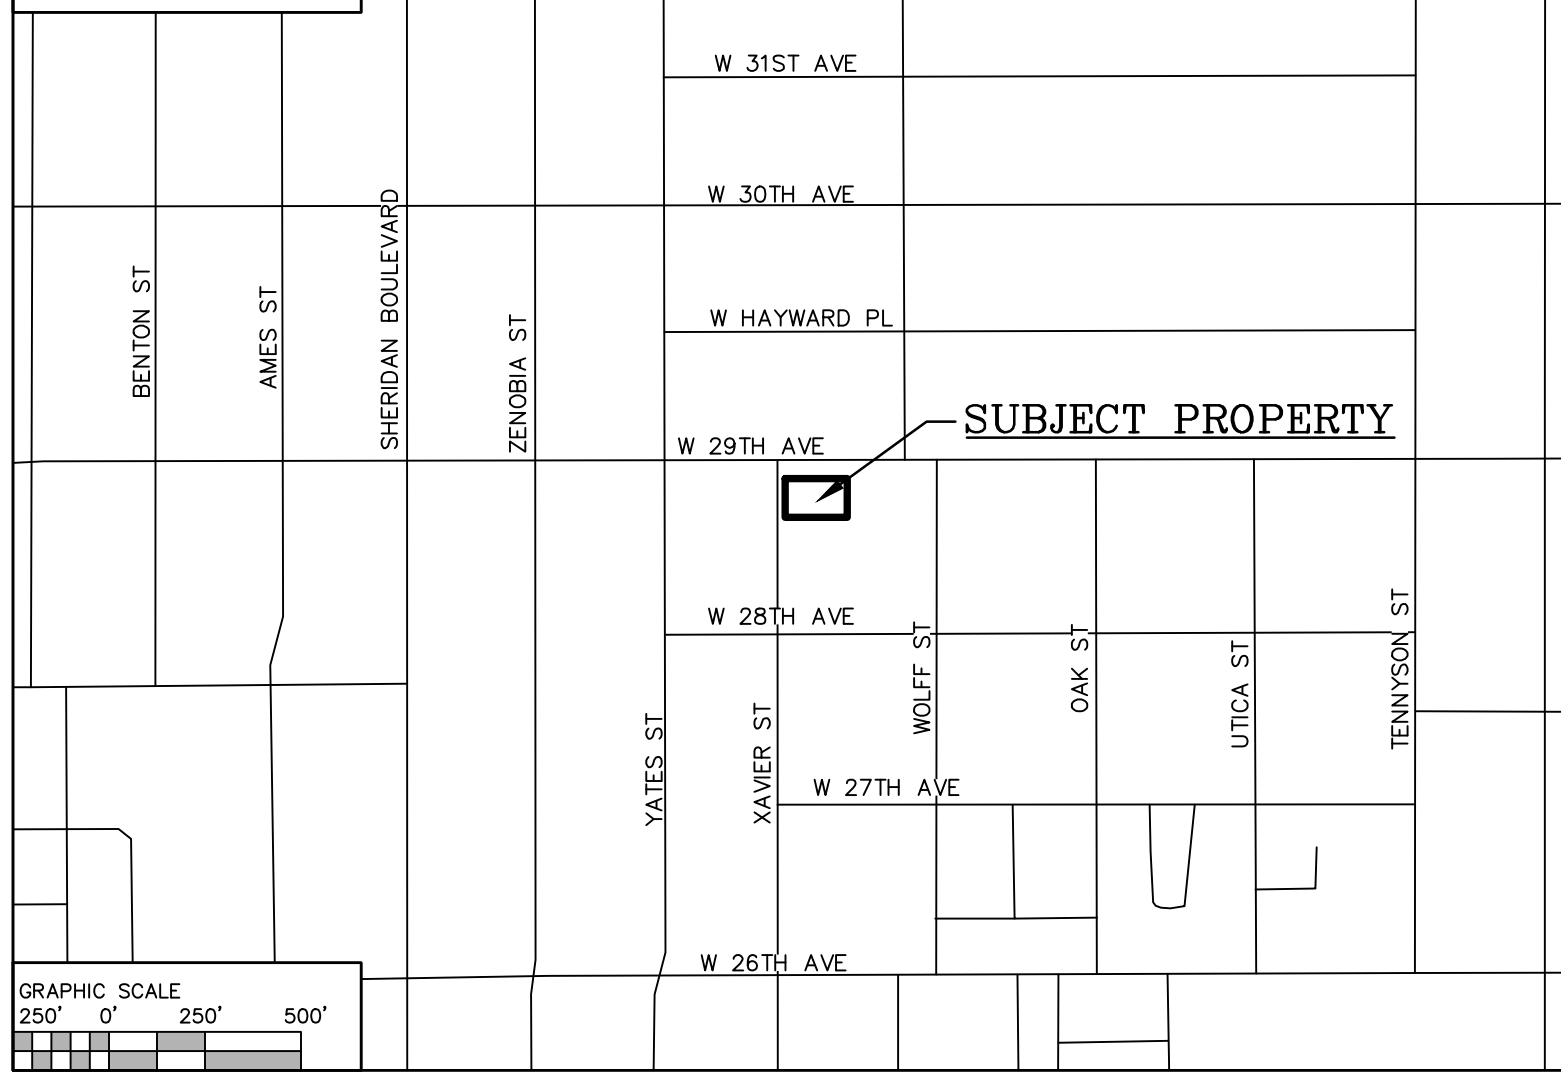 W 31ST AVE
W 30TH AVE
SHERIDAN BOULEVARD
BENTON ST
AMES ST
ZENOBIA ST
W HAYWARD PL
SUBJECT PROPERTY
W 29TH AVE
W 28TH AVE
WOLFF ST
OAK ST
UTICA ST
TENNYSON ST
YATES ST
XAVIER ST
W 27TH AVE
W 26TH AVE
GRAPHIC SCALE
250' 0' 250' 500'